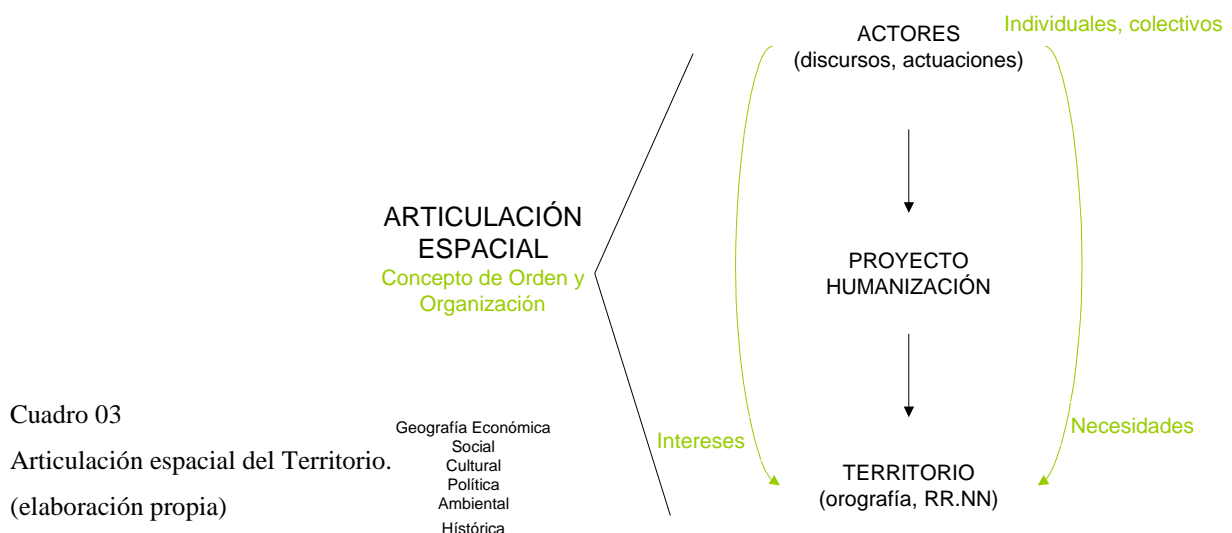 ACTORES
(discursos, actuaciones)
Individuales, colectivos
ARTICULACIÓN
ESPACIAL
Concepto de Orden y
Organización
PROYECTO
HUMANIZACIÓN
Cuadro 03
Articulación espacial del Territorio.
(elaboración propia)
Geografía Económica
Social
Cultural
Política
Ambiental
Hístórica
Intereses
Necesidades
TERRITORIO
(orografía, RR.NN)